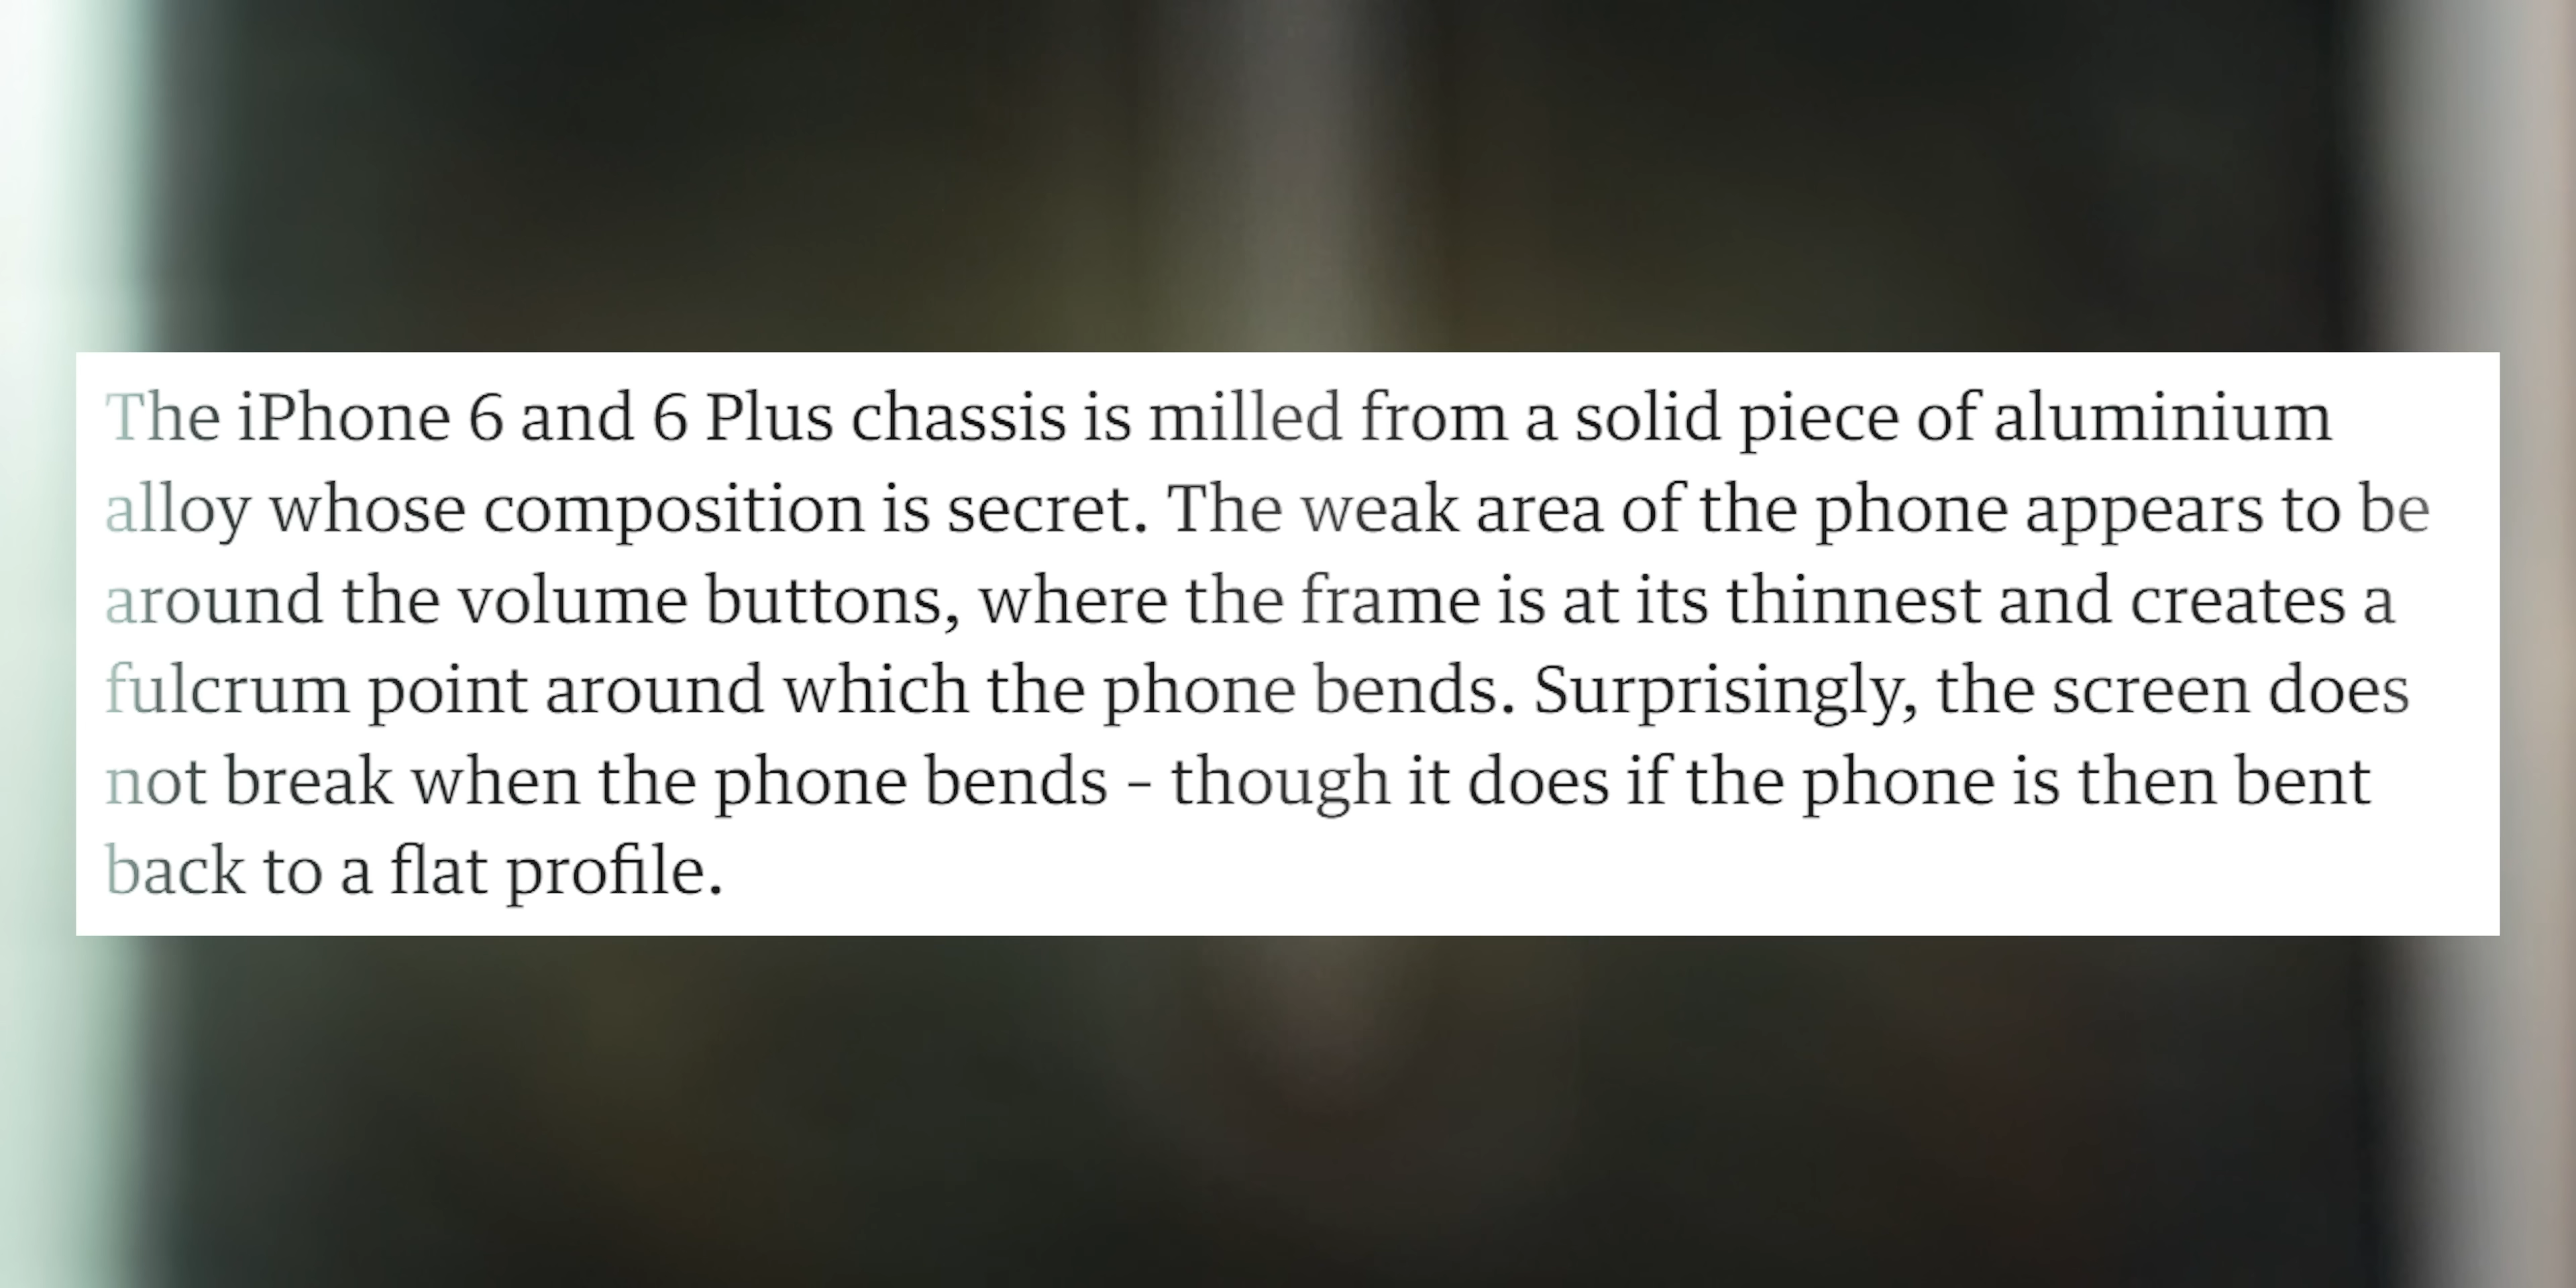 The iPhone 6 and 6 Plus chassis is milled from a solid piece of aluminium
alloy whose composition is secret. The weak area of the phone appears to be
around the volume buttons, where the frame is at its thinnest and creates a
fulcrum point around which the phone bends. Surprisingly, the screen does
not break when the phone bends – though it does if the phone is then bent
back to a flat profile.